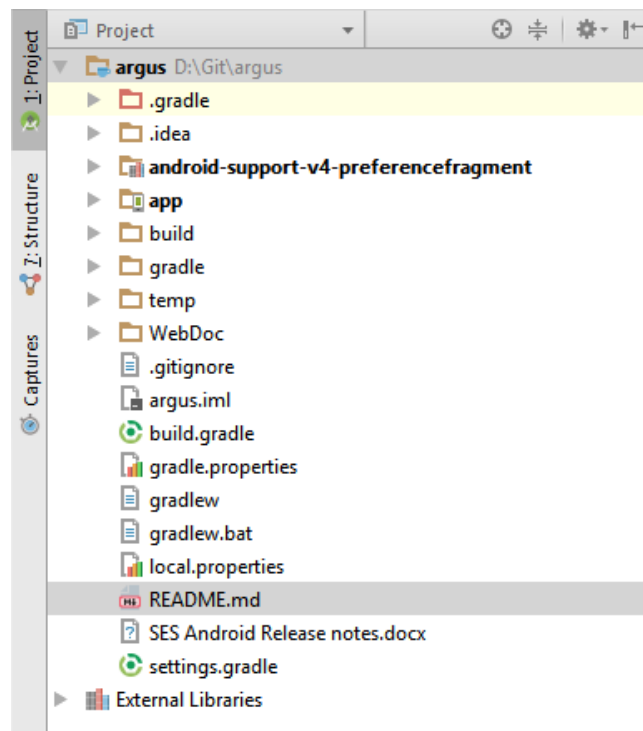 Project
1: Project
7: Structure
Captures
argus D:\Git\argus
.gradle
.idea
android-support-v4-preferencefragment
app
build
gradle
temp
WebDoc
.gitignore
argus.iml
build.gradle
gradle.properties
gradlew
gradlew.bat
local.properties
README.md
SES Android Release notes.docx
settings.gradle
External Libraries